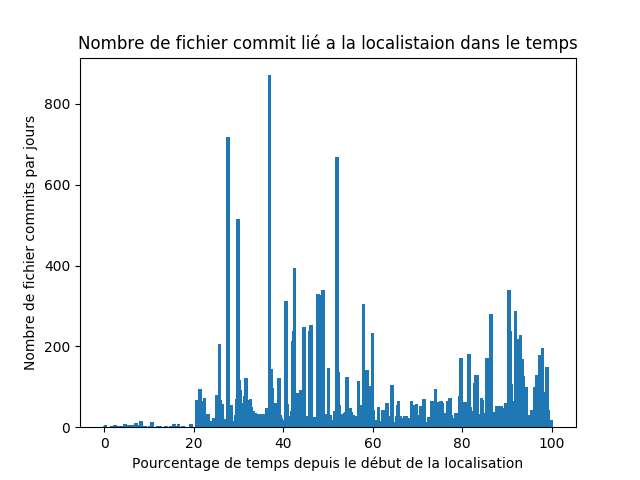 Nombre de fichier commit lié a la localistaion dans le temps
Nombre de fichier commits par jours
800
600
400
200
0
0 20 40 60 80 100
Pourcentage de temps depuis le début de la localisation